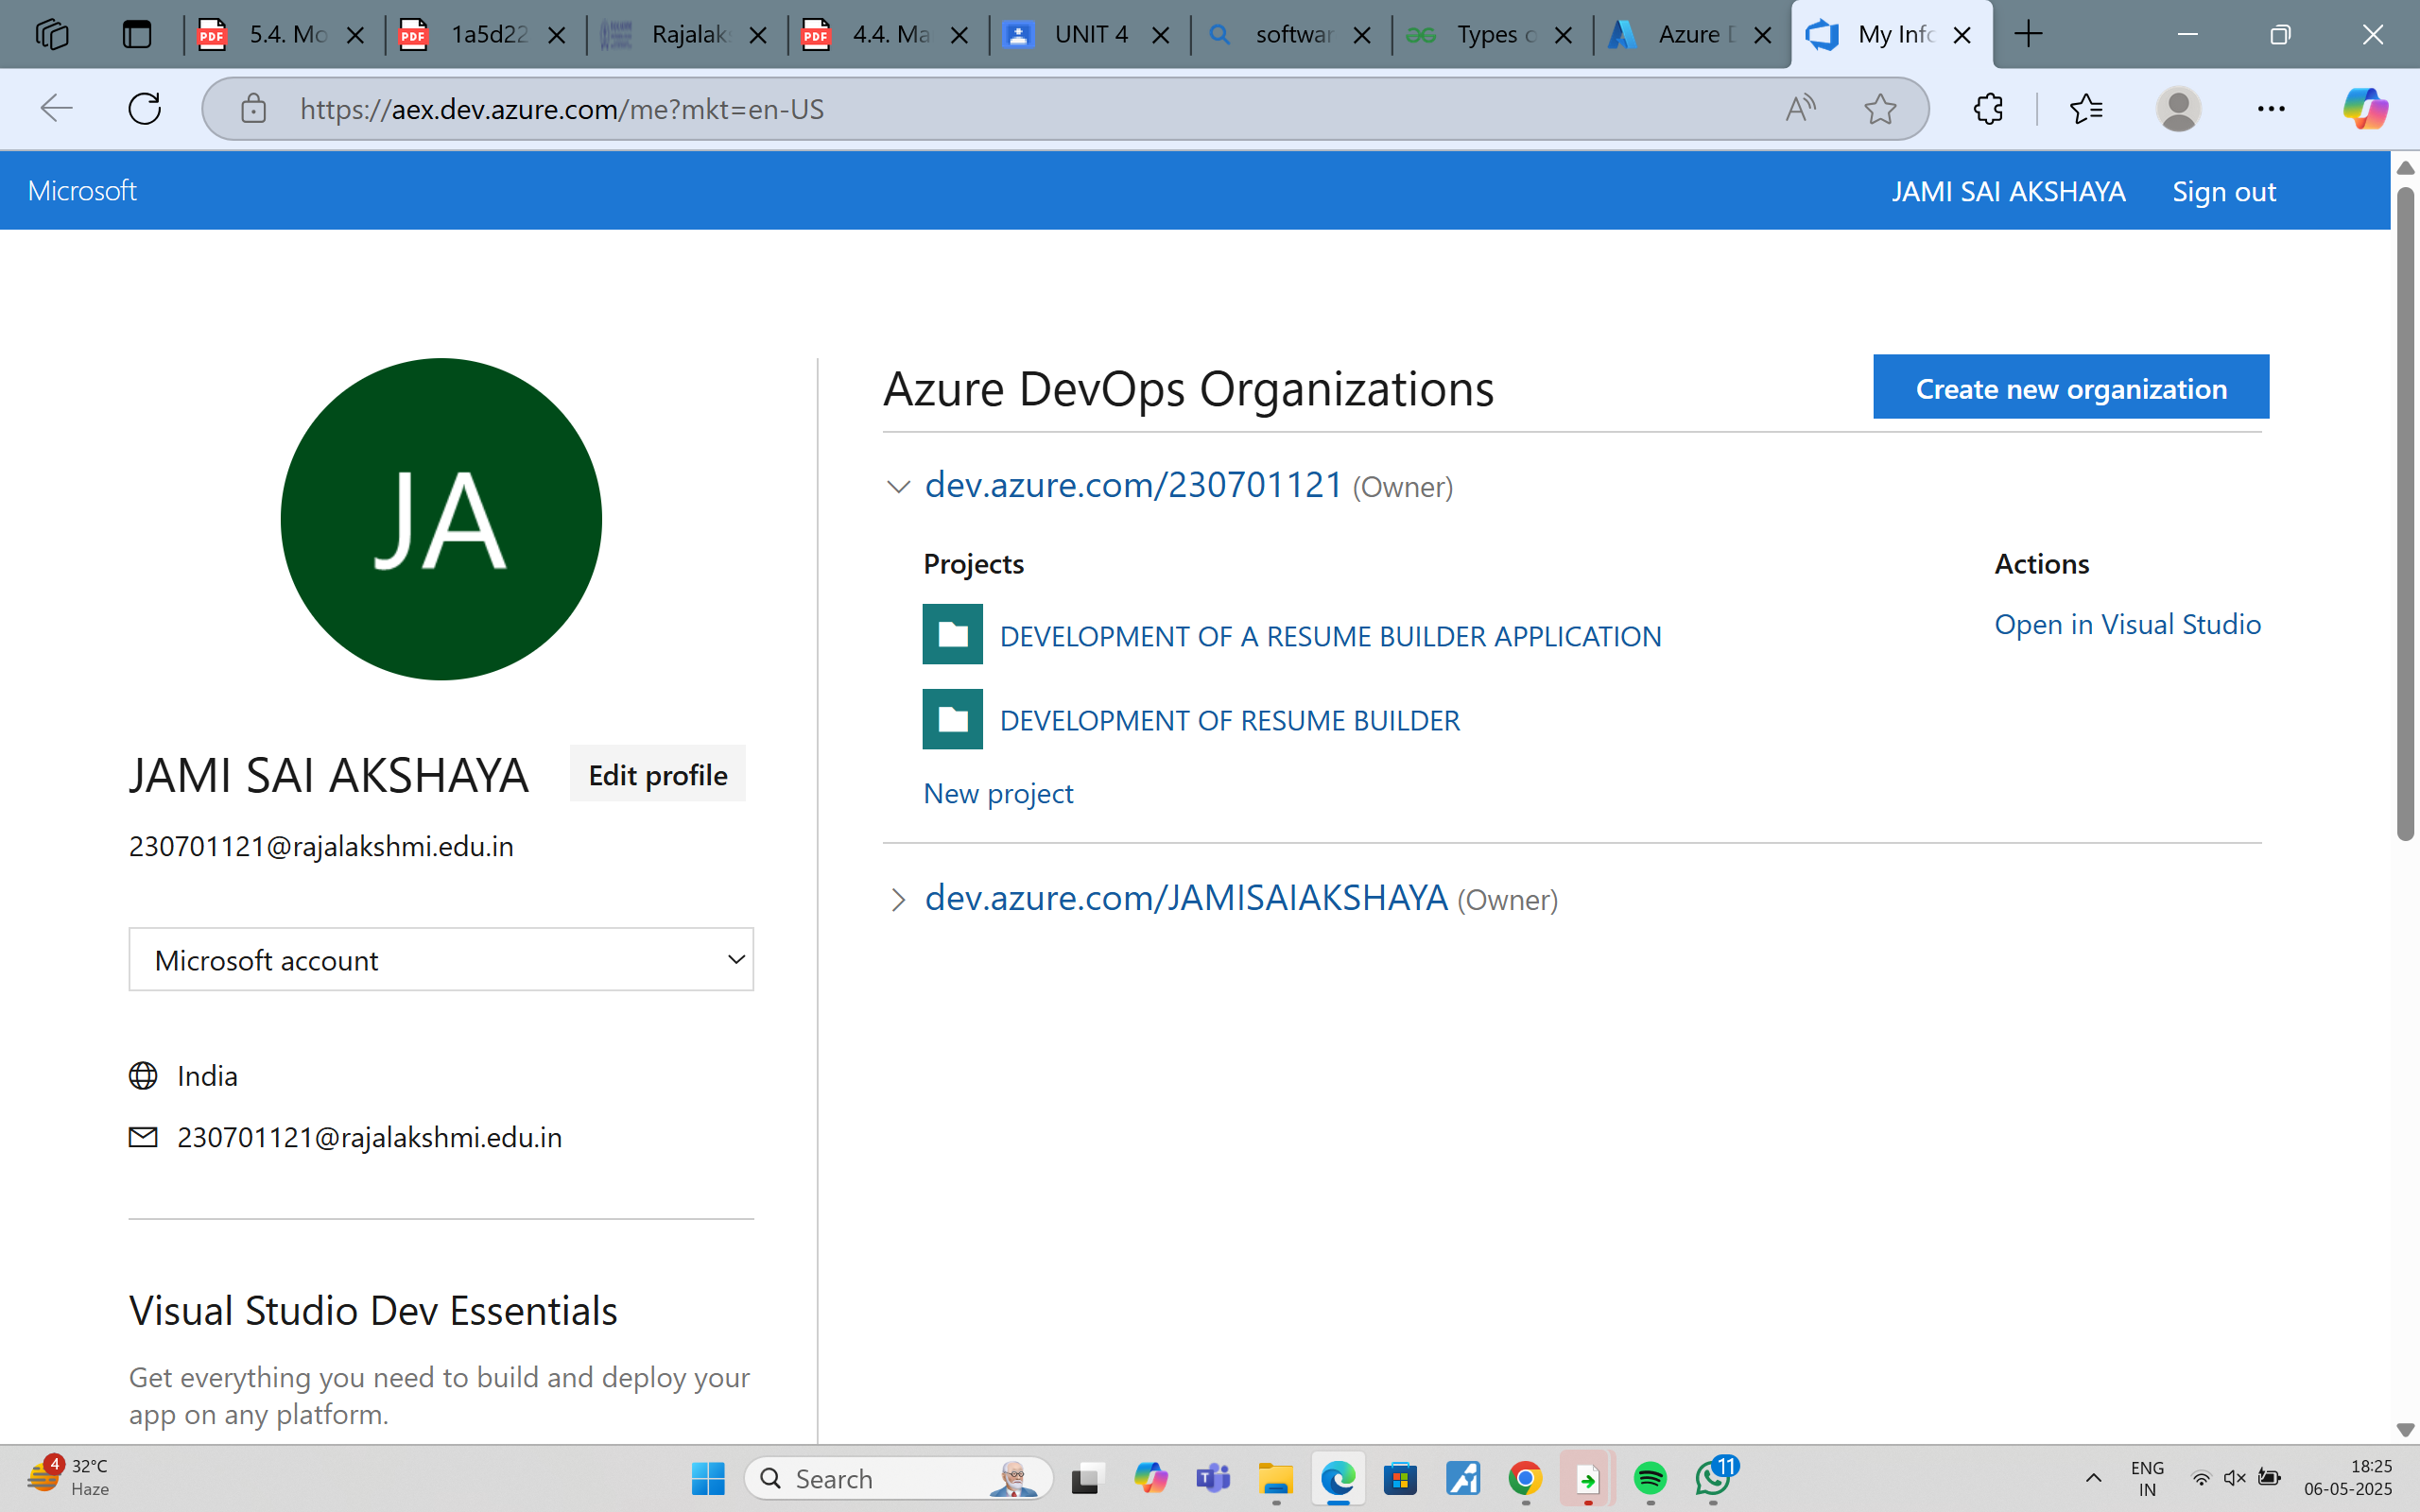 5.4. Mo
1a5d22
Rajalak
4.4. Ma
UNIT 4
softwar
Types o
Azure D
My Info
https://aex.dev.azure.com/me?mkt=en-US
Microsoft
JAMI SAI AKSHAYA
Sign out
JA
JAMI SAI AKSHAYA
Edit profile
230701121@rajalakshmi.edu.in
Microsoft account
India
230701121@rajalakshmi.edu.in
Visual Studio Dev Essentials
Get everything you need to build and deploy your
app on any platform.
Azure DevOps Organizations
Create new organization
dev.azure.com/230701121 (Owner)
Projects
Actions
DEVELOPMENT OF A RESUME BUILDER APPLICATION
Open in Visual Studio
DEVELOPMENT OF RESUME BUILDER
New project
dev.azure.com/JAMISAIAKSHAYA (Owner)
4
32°C
Haze
Search
11
ENG
IN
18:25
06-05-2025